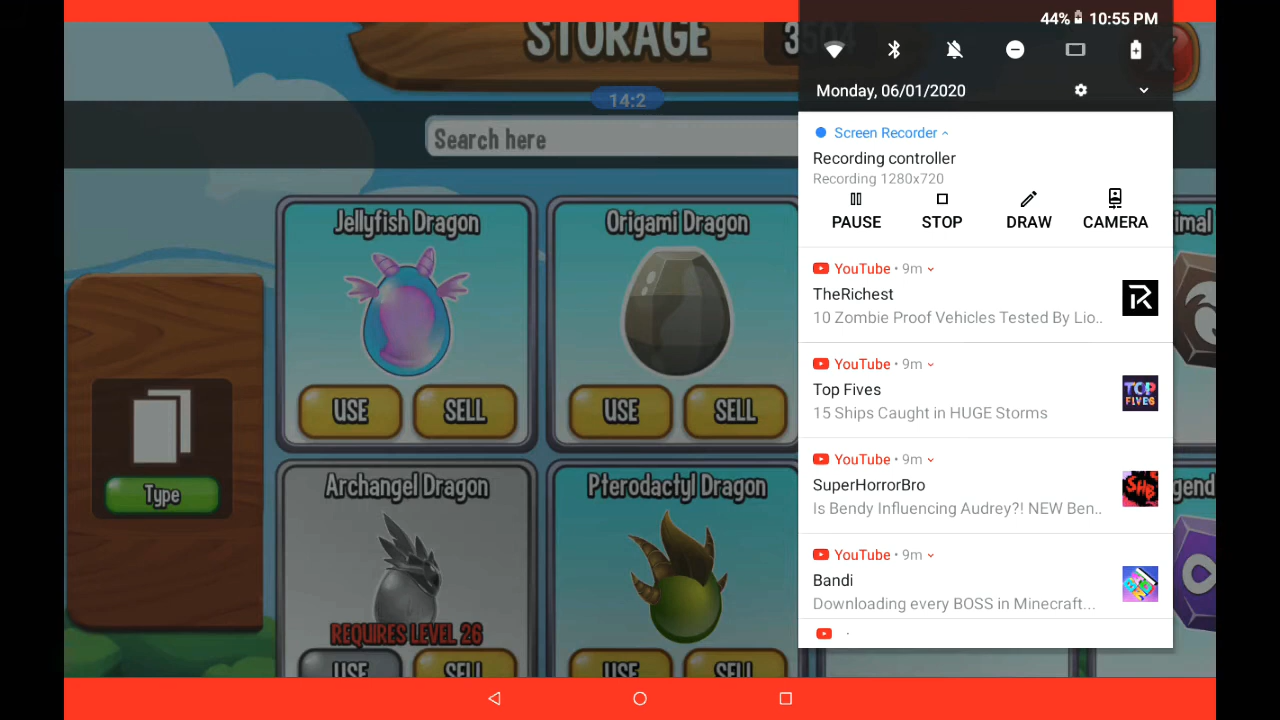 STORAGE
14:2
Search here
Jellyfish Dragon
USE
SELL
Origami Dragon
USE
SELL
Type
Archangel Dragon
REQUIRES LEVEL 26
USE
SELL
Pterodactyl Dragon
USE
SELL
44% 10:55 PM
Monday, 06/01/2020
Screen Recorder
Recording controller
Recording 1280x720
PAUSE STOP DRAW CAMERA
YouTube • 9m
TheRichest
10 Zombie Proof Vehicles Tested By Lio..
YouTube • 9m
Top Fives
15 Ships Caught in HUGE Storms
TOP
FIVES
YouTube • 9m
SuperHorrorBro
Is Bendy Influencing Audrey?! NEW Ben..
SHB
YouTube • 9m
Bandi
Downloading every BOSS in Minecraft...